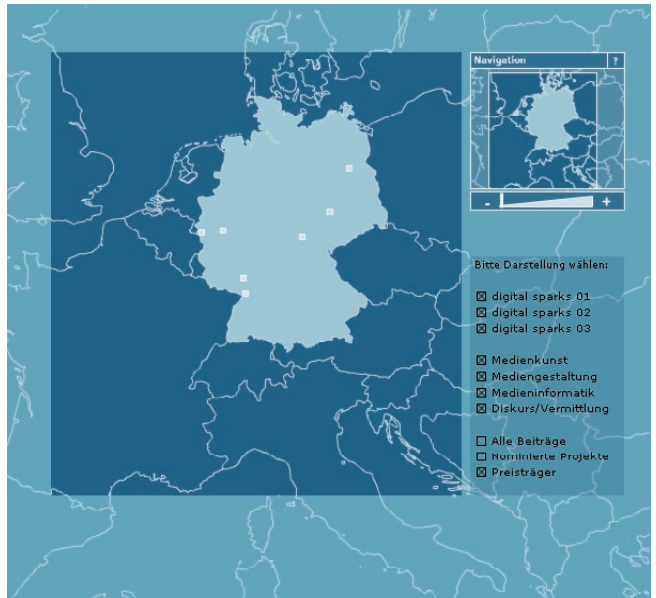 Navigation ?
- +
Bitte Darstellung wählen:
digital sparks 01
digital sparks 02
digital sparks 03
Medienkunst
Mediengestaltung
Medieninformatik
Diskurs/Vermittlung
Alle Beiträge
Nominierte Projekte
Preisträger